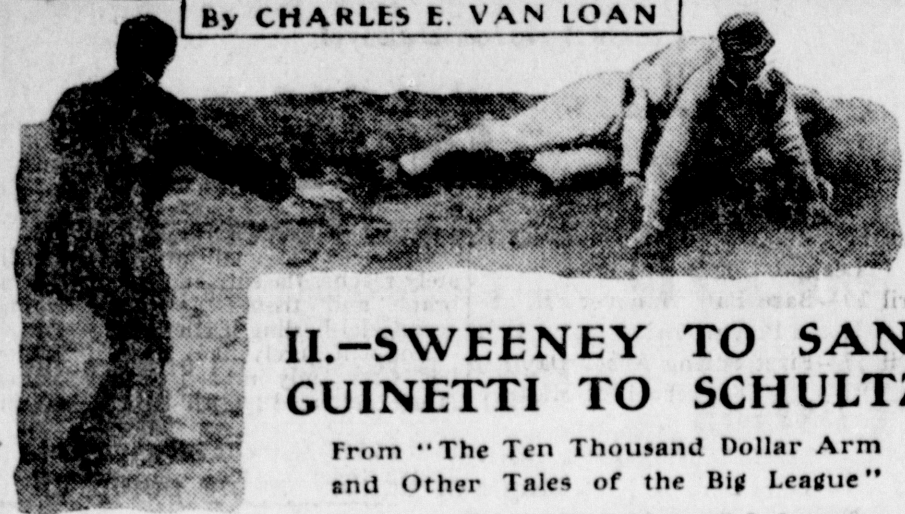 By CHARLES E. VAN LOAN
II.—SWEENEY TO SAN
GUINETTI TO SCHULTZ
From "The Ten Thousand Dollar Arm
and Other Tales of the Big League"